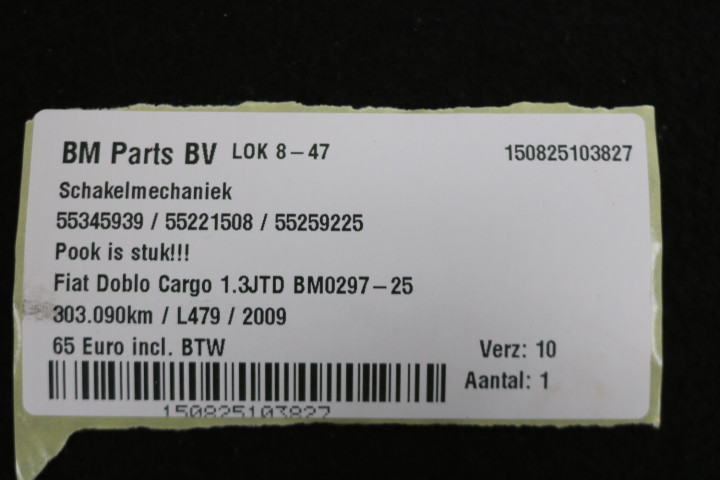 BM Parts BV LOK 8-47 150825103827
Schakelmechaniek
55345939 / 55221508 / 55259225
Pook is stuk!!!
Fiat Doblo Cargo 1.3JTD BM0297-25
303.090km / L479 / 2009
65 Euro incl. BTW Verz: 10
Aantal: 1
150825103827